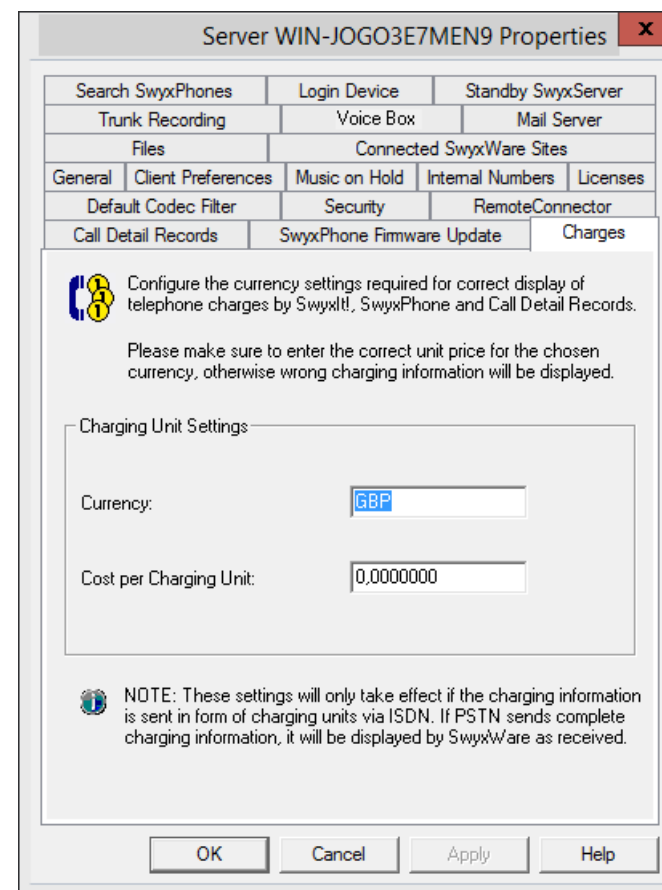 Server WIN-JOGO3E7MEN9 Properties x
Search SwyxPhones Login Device Standby SwyxServer
Trunk Recording Voice Box Mail Server
Files Connected SwyxWare Sites
General Client Preferences Music on Hold Internal Numbers Licenses
Default Codec Filter Security RemoteConnector
Call Detail Records SwyxPhone Firmware Update Charges
Configure the currency settings required for correct display of
telephone charges by SwyxIt!, SwyxPhone and Call Detail Records.
Please make sure to enter the correct unit price for the chosen
currency, otherwise wrong charging information will be displayed.
Charging Unit Settings
Currency: GBP
Cost per Charging Unit: 0,0000000
NOTE: These settings will only take effect if the charging information
is sent in form of charging units via ISDN. If PSTN sends complete
charging information, it will be displayed by SwyxWare as received.
OK Cancel Apply Help